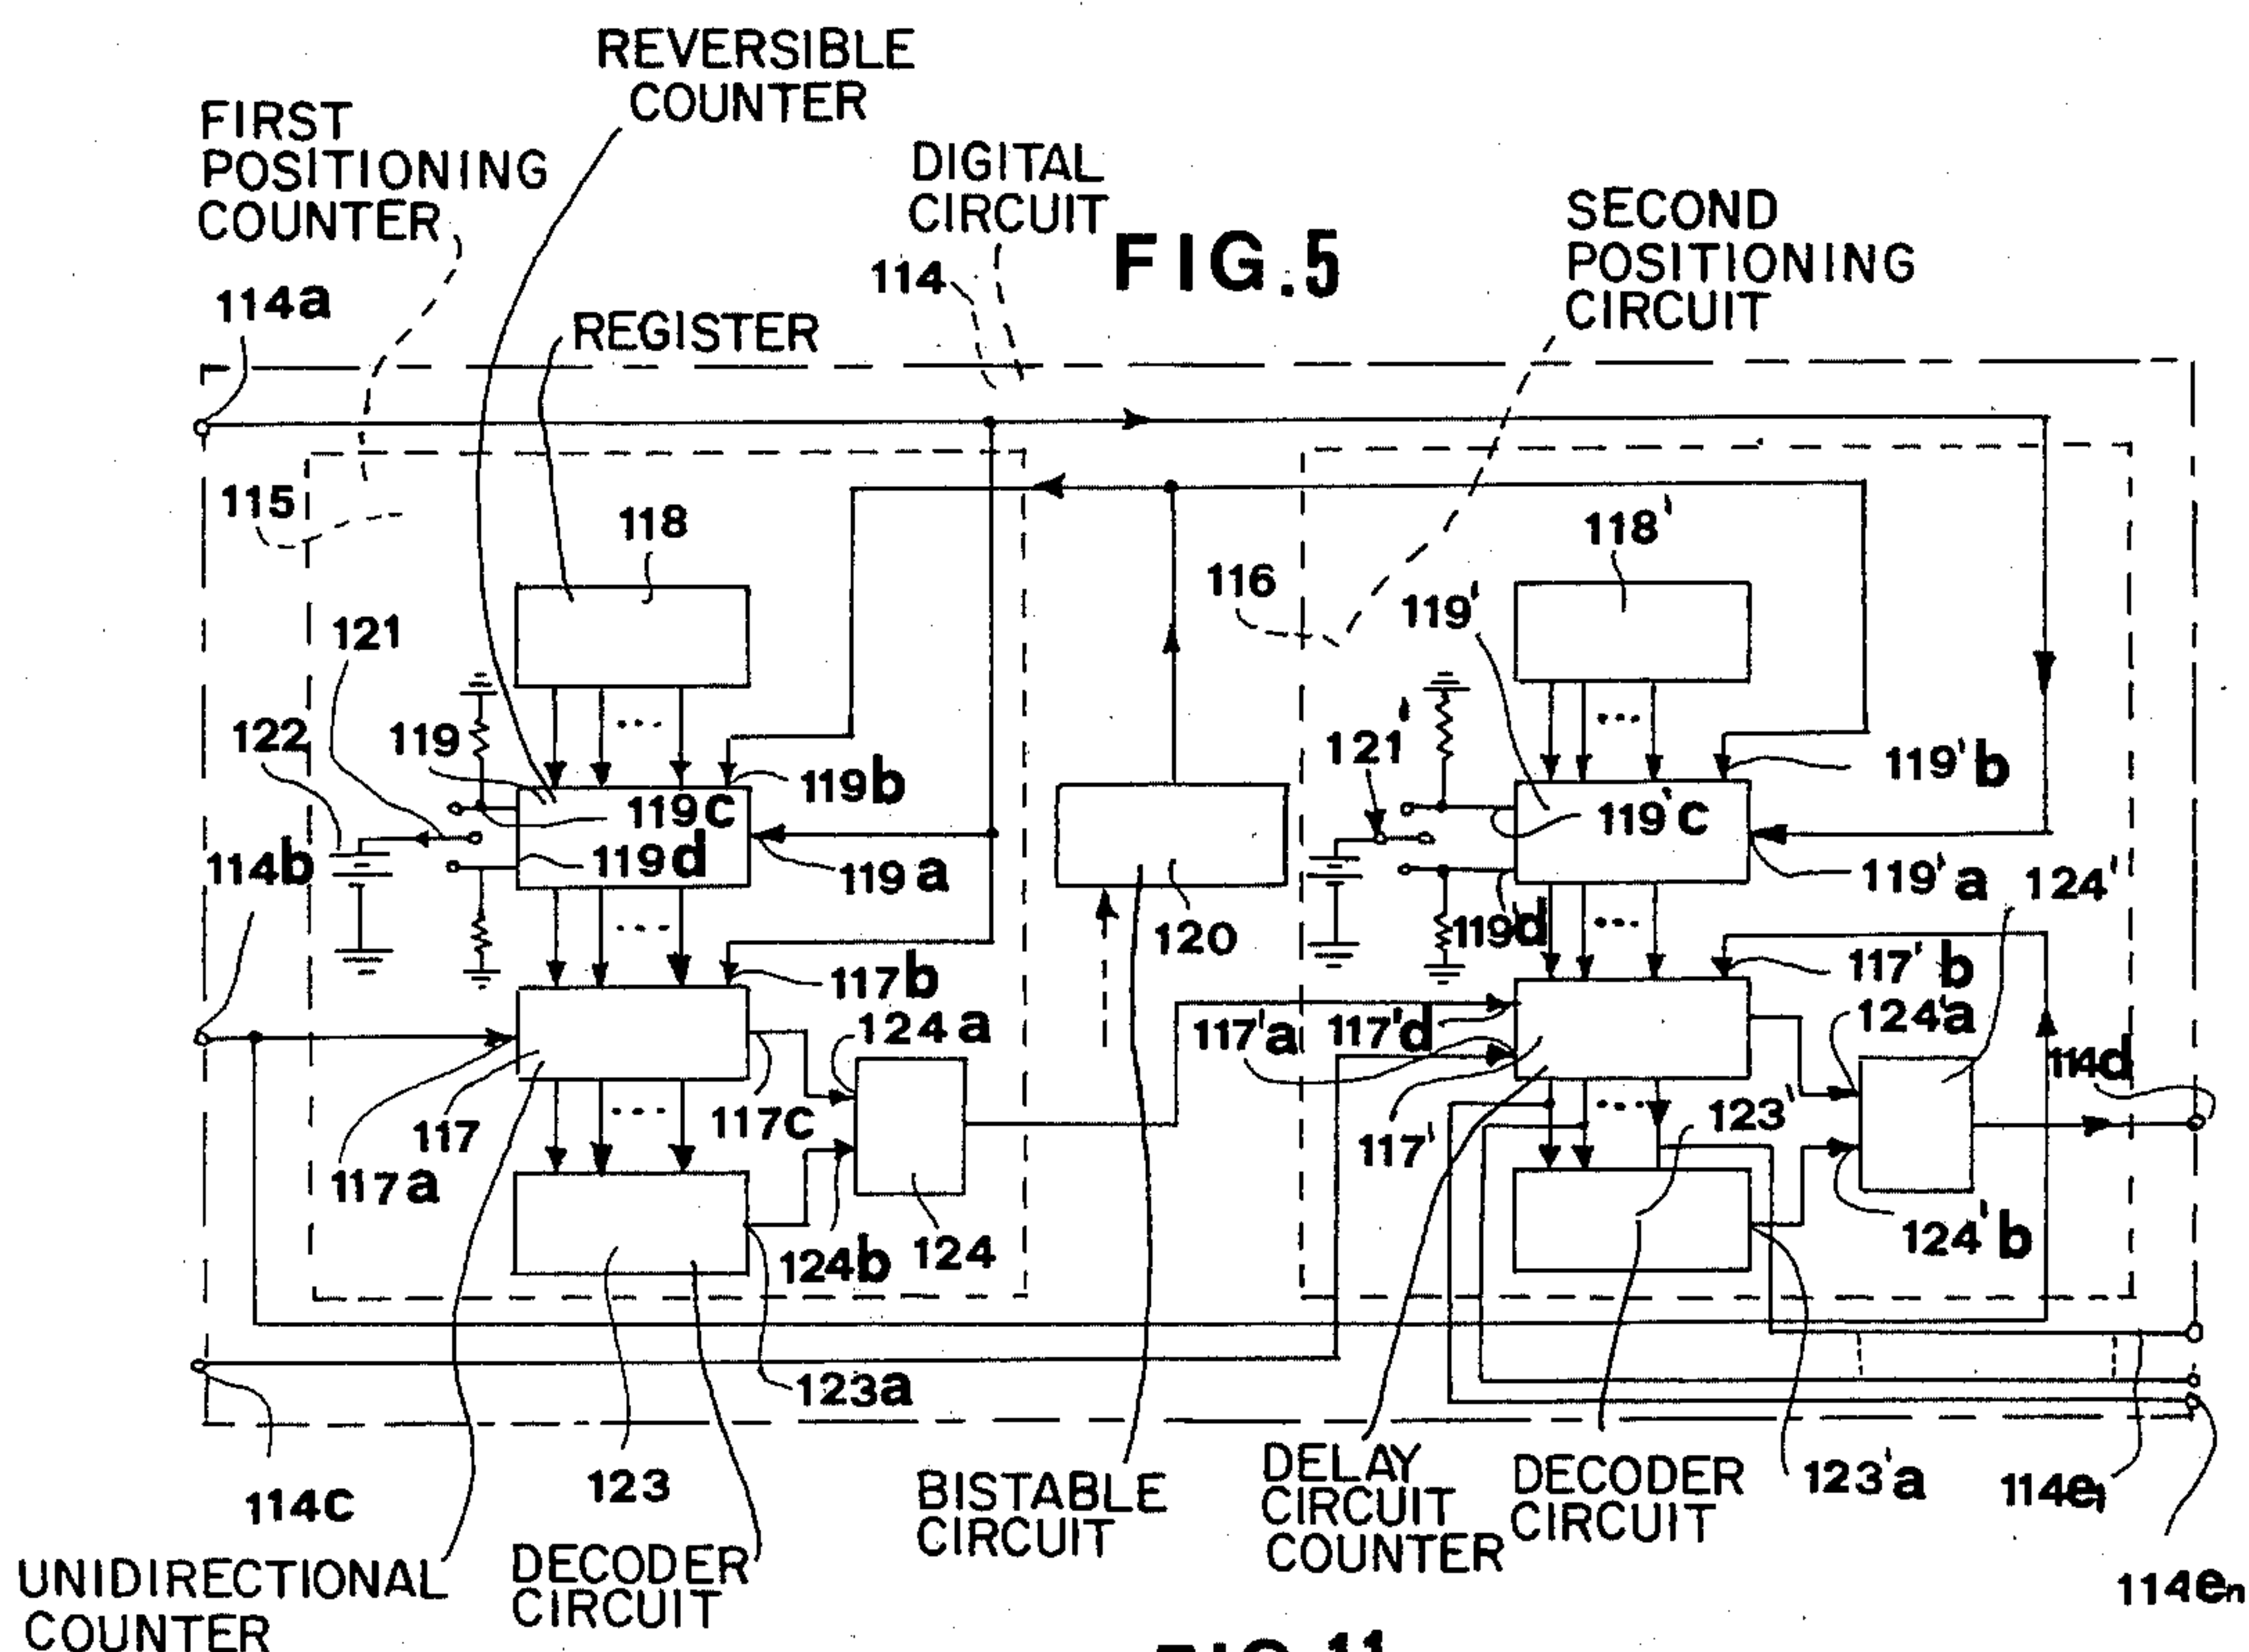 REVERSIBLE
COUNTER
FIRST
POSITIONING
COUNTER
DIGITAL
CIRCUIT
114
FIG.5
SECOND
POSITIONING
CIRCUIT
114a
REGISTER
115
118
118'
116
119'
121
122
119
121'
119b
119'b
119c
119'c
114b
119d
119a
119'a
124'
120
119'd
117b
117'b
124a
117'a
117'd
124'a
114d
117
117c
117'
123'
117a
124b
124
124'b
123a
114c
123
BISTABLE
CIRCUIT
DELAY
CIRCUIT
COUNTER
DECODER
CIRCUIT
123'a
114e1
UNIDIRECTIONAL
COUNTER
DECODER
CIRCUIT
114en